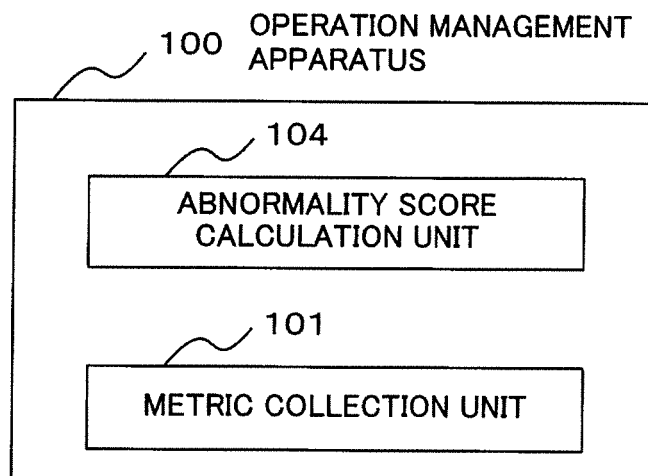 100 OPERATION MANAGEMENT
APPARATUS
104
ABNORMALITY SCORE
CALCULATION UNIT
101
METRIC COLLECTION UNIT